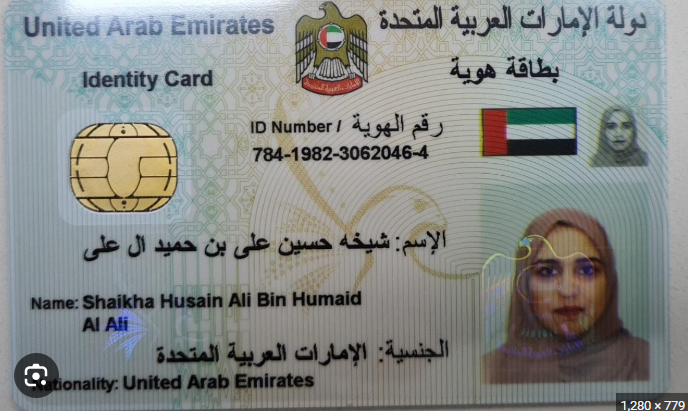 United Arab Emirates
دولة الإمارات العربية المتحدة
Identity Card
بطاقة هوية
ID Number / رقم الهوية
784-1982-3062046-4
الإسم: شيخه حسين على بن حميد ال على
Name: Shaikha Husain Ali Bin Humaid
Al Ali
الجنسية: الإمارات العربية المتحدة
Nationality: United Arab Emirates
1,280 × 779